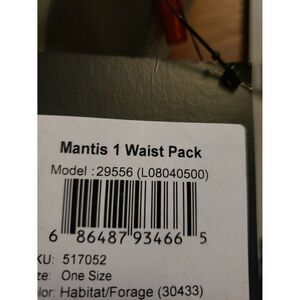 Mantis 1 Waist Pack
Model : 29556 (L08040500)
6 86487 93466 5
KU: 517052
ze: One Size
olor: Habitat/Forage (30433)